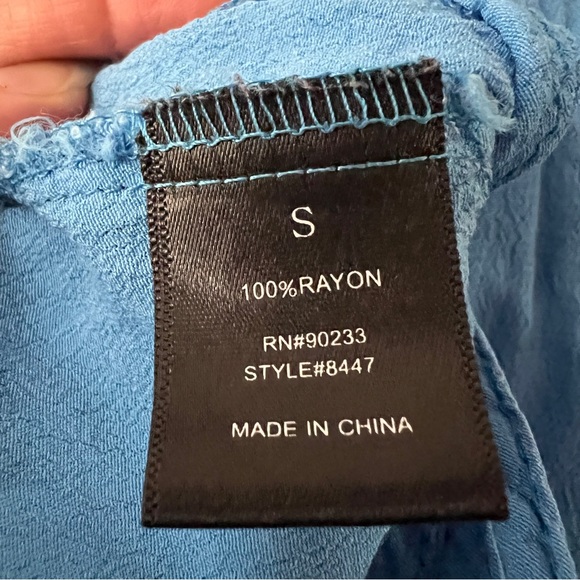 S
100%RAYON
RN#90233
STYLE#8447
MADE IN CHINA